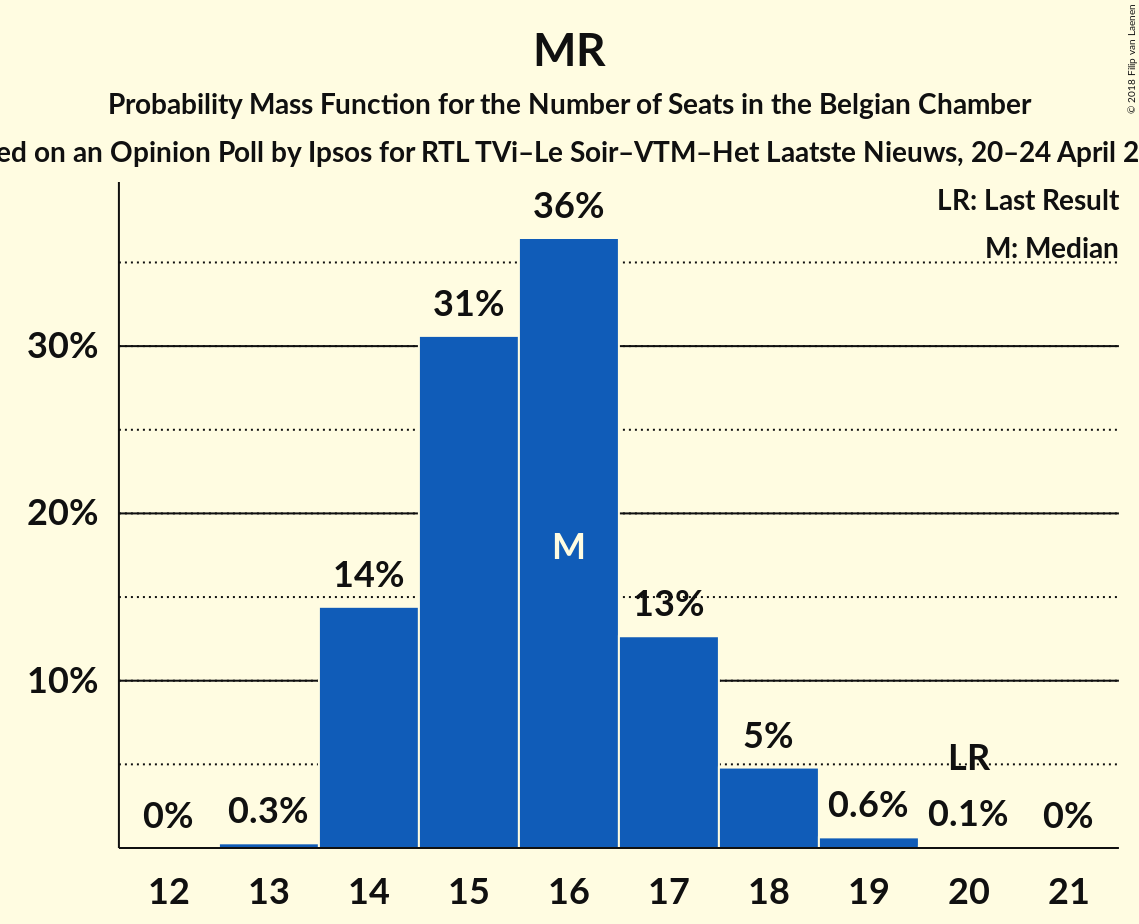 MR
Probability Mass Function for the Number of Seats in the Belgian Chamber
on an Opinion Poll by Ipsos for RTL TVi–Le Soir–VTM–Het Laatste Nieuws, 20–24 April
© 2018 Filip van Laenen
LR: Last Result
M: Median
36%
31%
30%
20%
M
14%
13%
10%
5%
LR
0%
0.3%
0.6%
0.1%
0%
12 13 14 15 16 17 18 19 20 21